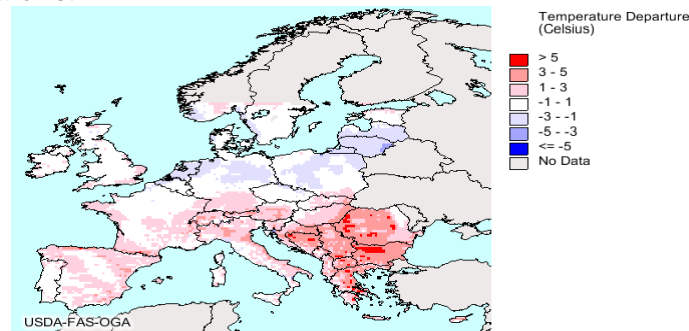 Temperature Departure
(Celsius)
> 5
3 - 5
1 - 3
-1 - 1
-3 - -1
-5 - -3
<= -5
No Data
USDA-FAS-OGA